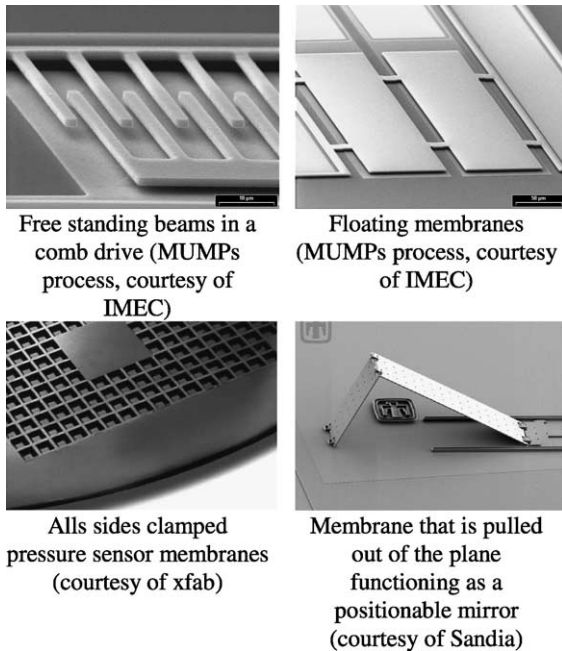 Free standing beams in a
comb drive (MUMPs
process, courtesy of
IMEC)
Floating membranes
(MUMPs process, courtesy
of IMEC)
Alls sides clamped
pressure sensor membranes
(courtesy of xfab)
Membrane that is pulled
out of the plane
functioning as a
positionable mirror
(courtesy of Sandia)